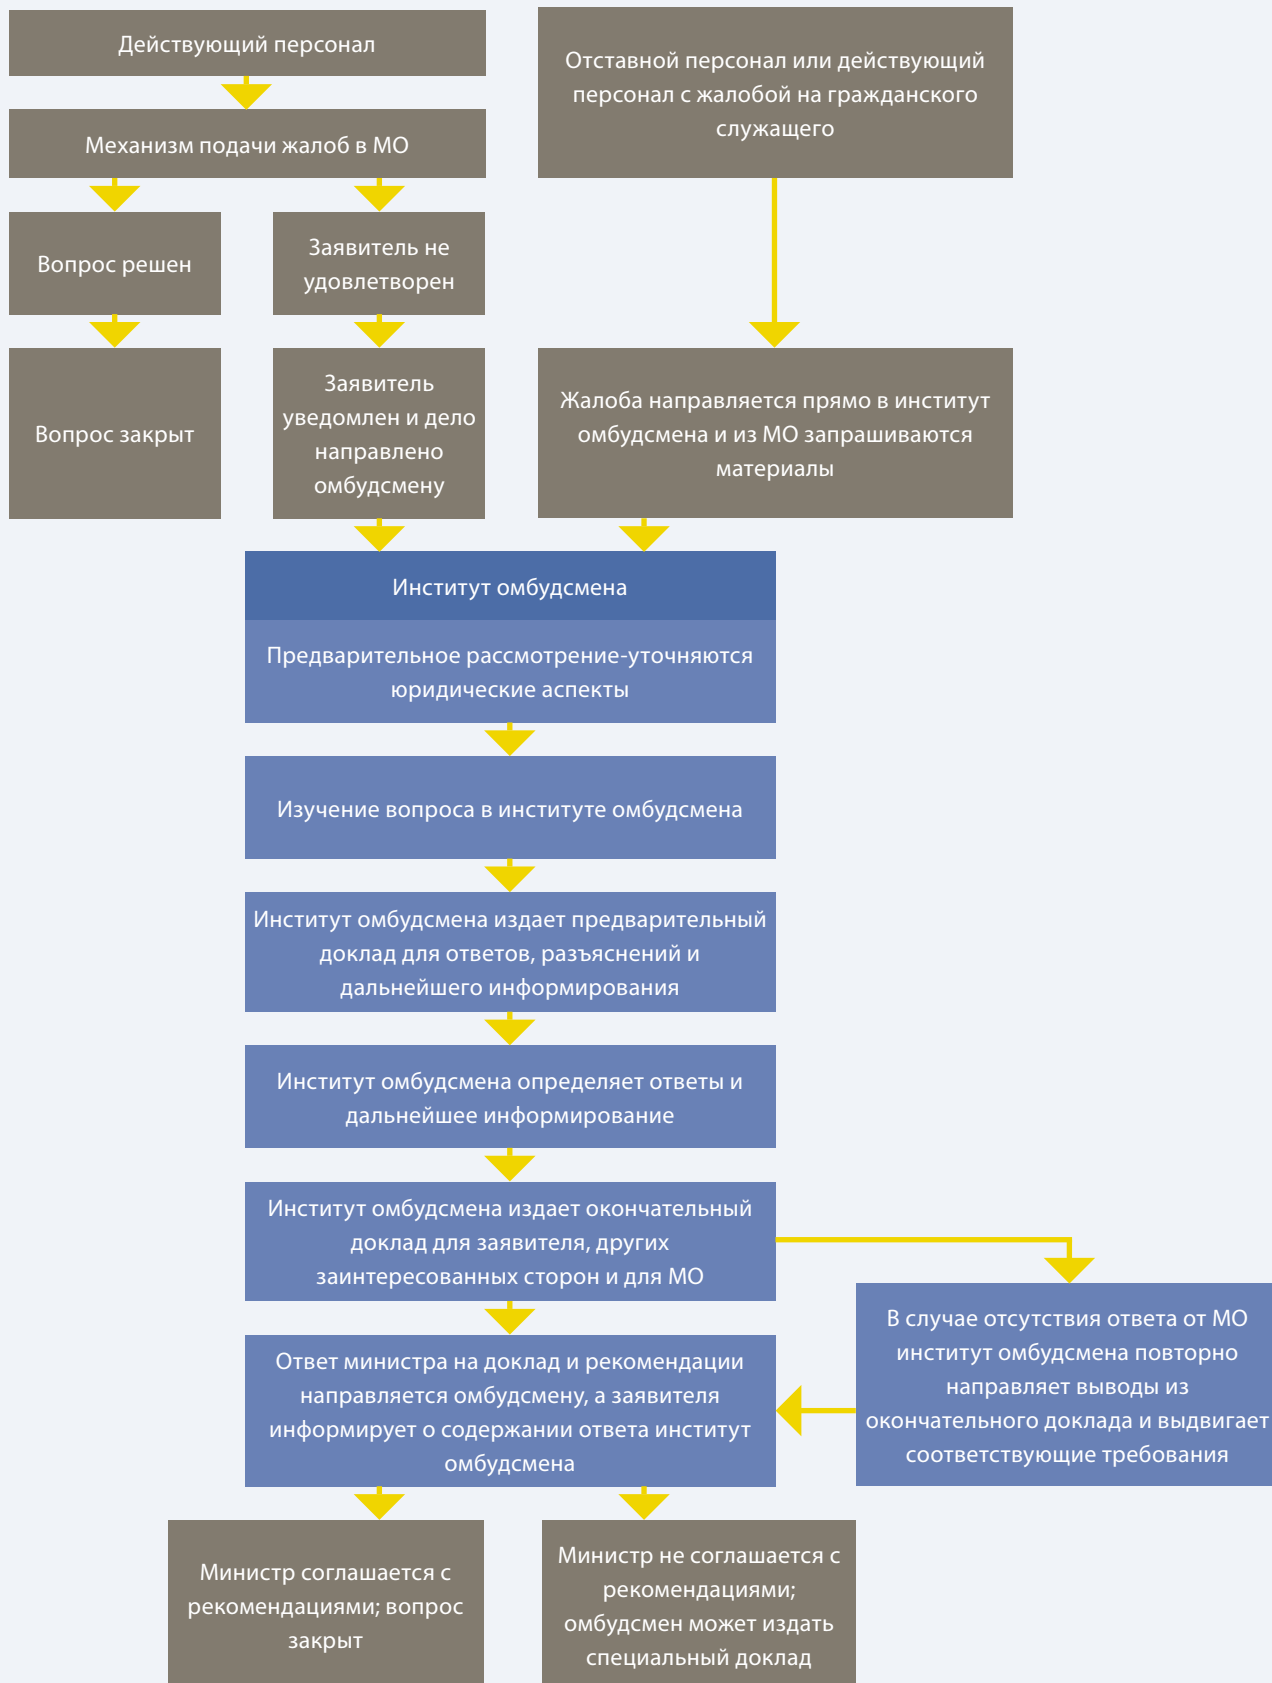 Действующий персонал
Отставной персонал или действующий
персонал с жалобой на гражданского
служащего
Механизм подачи жалоб в МО
Вопрос решен
Заявитель не
удовлетворен
Вопрос закрыт
Заявитель
уведомлен и дело
направлено
омбудсмену
Жалоба направляется прямо в институт
омбудсмена и из МО запрашиваются
материалы
Институт омбудсмена
Предварительное рассмотрение-уточняются
юридические аспекты
Изучение вопроса в институте омбудсмена
Институт омбудсмена издает предварительный
доклад для ответов, разъяснений и
дальнейшего информирования
Институт омбудсмена определяет ответы и
дальнейшее информирование
Институт омбудсмена издает окончательный
доклад для заявителя, других
заинтересованных сторон и для МО
В случае отсутствия ответа от МО
институт омбудсмена повторно
направляет выводы из
окончательного доклада и выдвигает
соответствующие требования
Ответ министра на доклад и рекомендации
направляется омбудсмену, а заявителя
информирует о содержании ответа институт
омбудсмена
Министр соглашается с
рекомендациями; вопрос
закрыт
Министр не соглашается с
рекомендациями;
омбудсмен может издать
специальный доклад